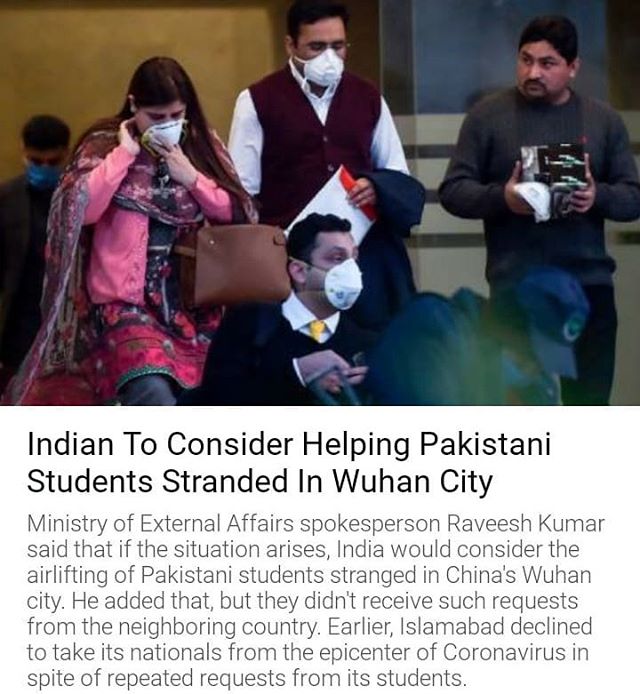 Indian To Consider Helping Pakistani
Students Stranded In Wuhan City
Ministry of External Affairs spokesperson Raveesh Kumar
said that if the situation arises, India would consider the
airlifting of Pakistani students stranged in China's Wuhan
city. He added that, but they didn't receive such requests
from the neighboring country. Earlier, Islamabad declined
to take its nationals from the epicenter of Coronavirus in
spite of repeated requests from its students.